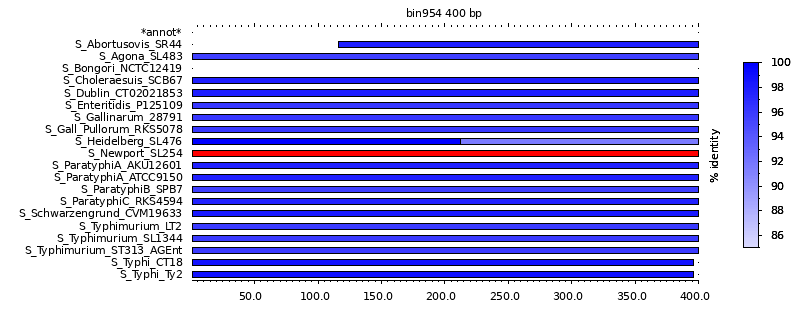 bin954 400 bp
*annot*
S_Abortusovis_SR44
S_Agona_SL483
S_Bongori_NCTC12419
S_Choleraesuis_SCB67
S_Dublin_CT02021853
S_Enteritidis_P125109
S_Gallinarum_28791
S_Gall_Pullorum_RKS5078
S_Heidelberg_SL476
S_Newport_SL254
S_ParatyphiA_AKU12601
S_ParatyphiA_ATCC9150
S_ParatyphiB_SPB7
S_ParatyphiC_RKS4594
S_Schwarzengrund_CVM19633
S_Typhimurium_LT2
S_Typhimurium_SL1344
S_Typhimurium_ST313_AGEnt
S_Typhi_CT18
S_Typhi_Ty2
50.0 100.0 150.0 200.0 250.0 300.0 350.0 400.0
% identity
100
98
96
94
92
90
88
86